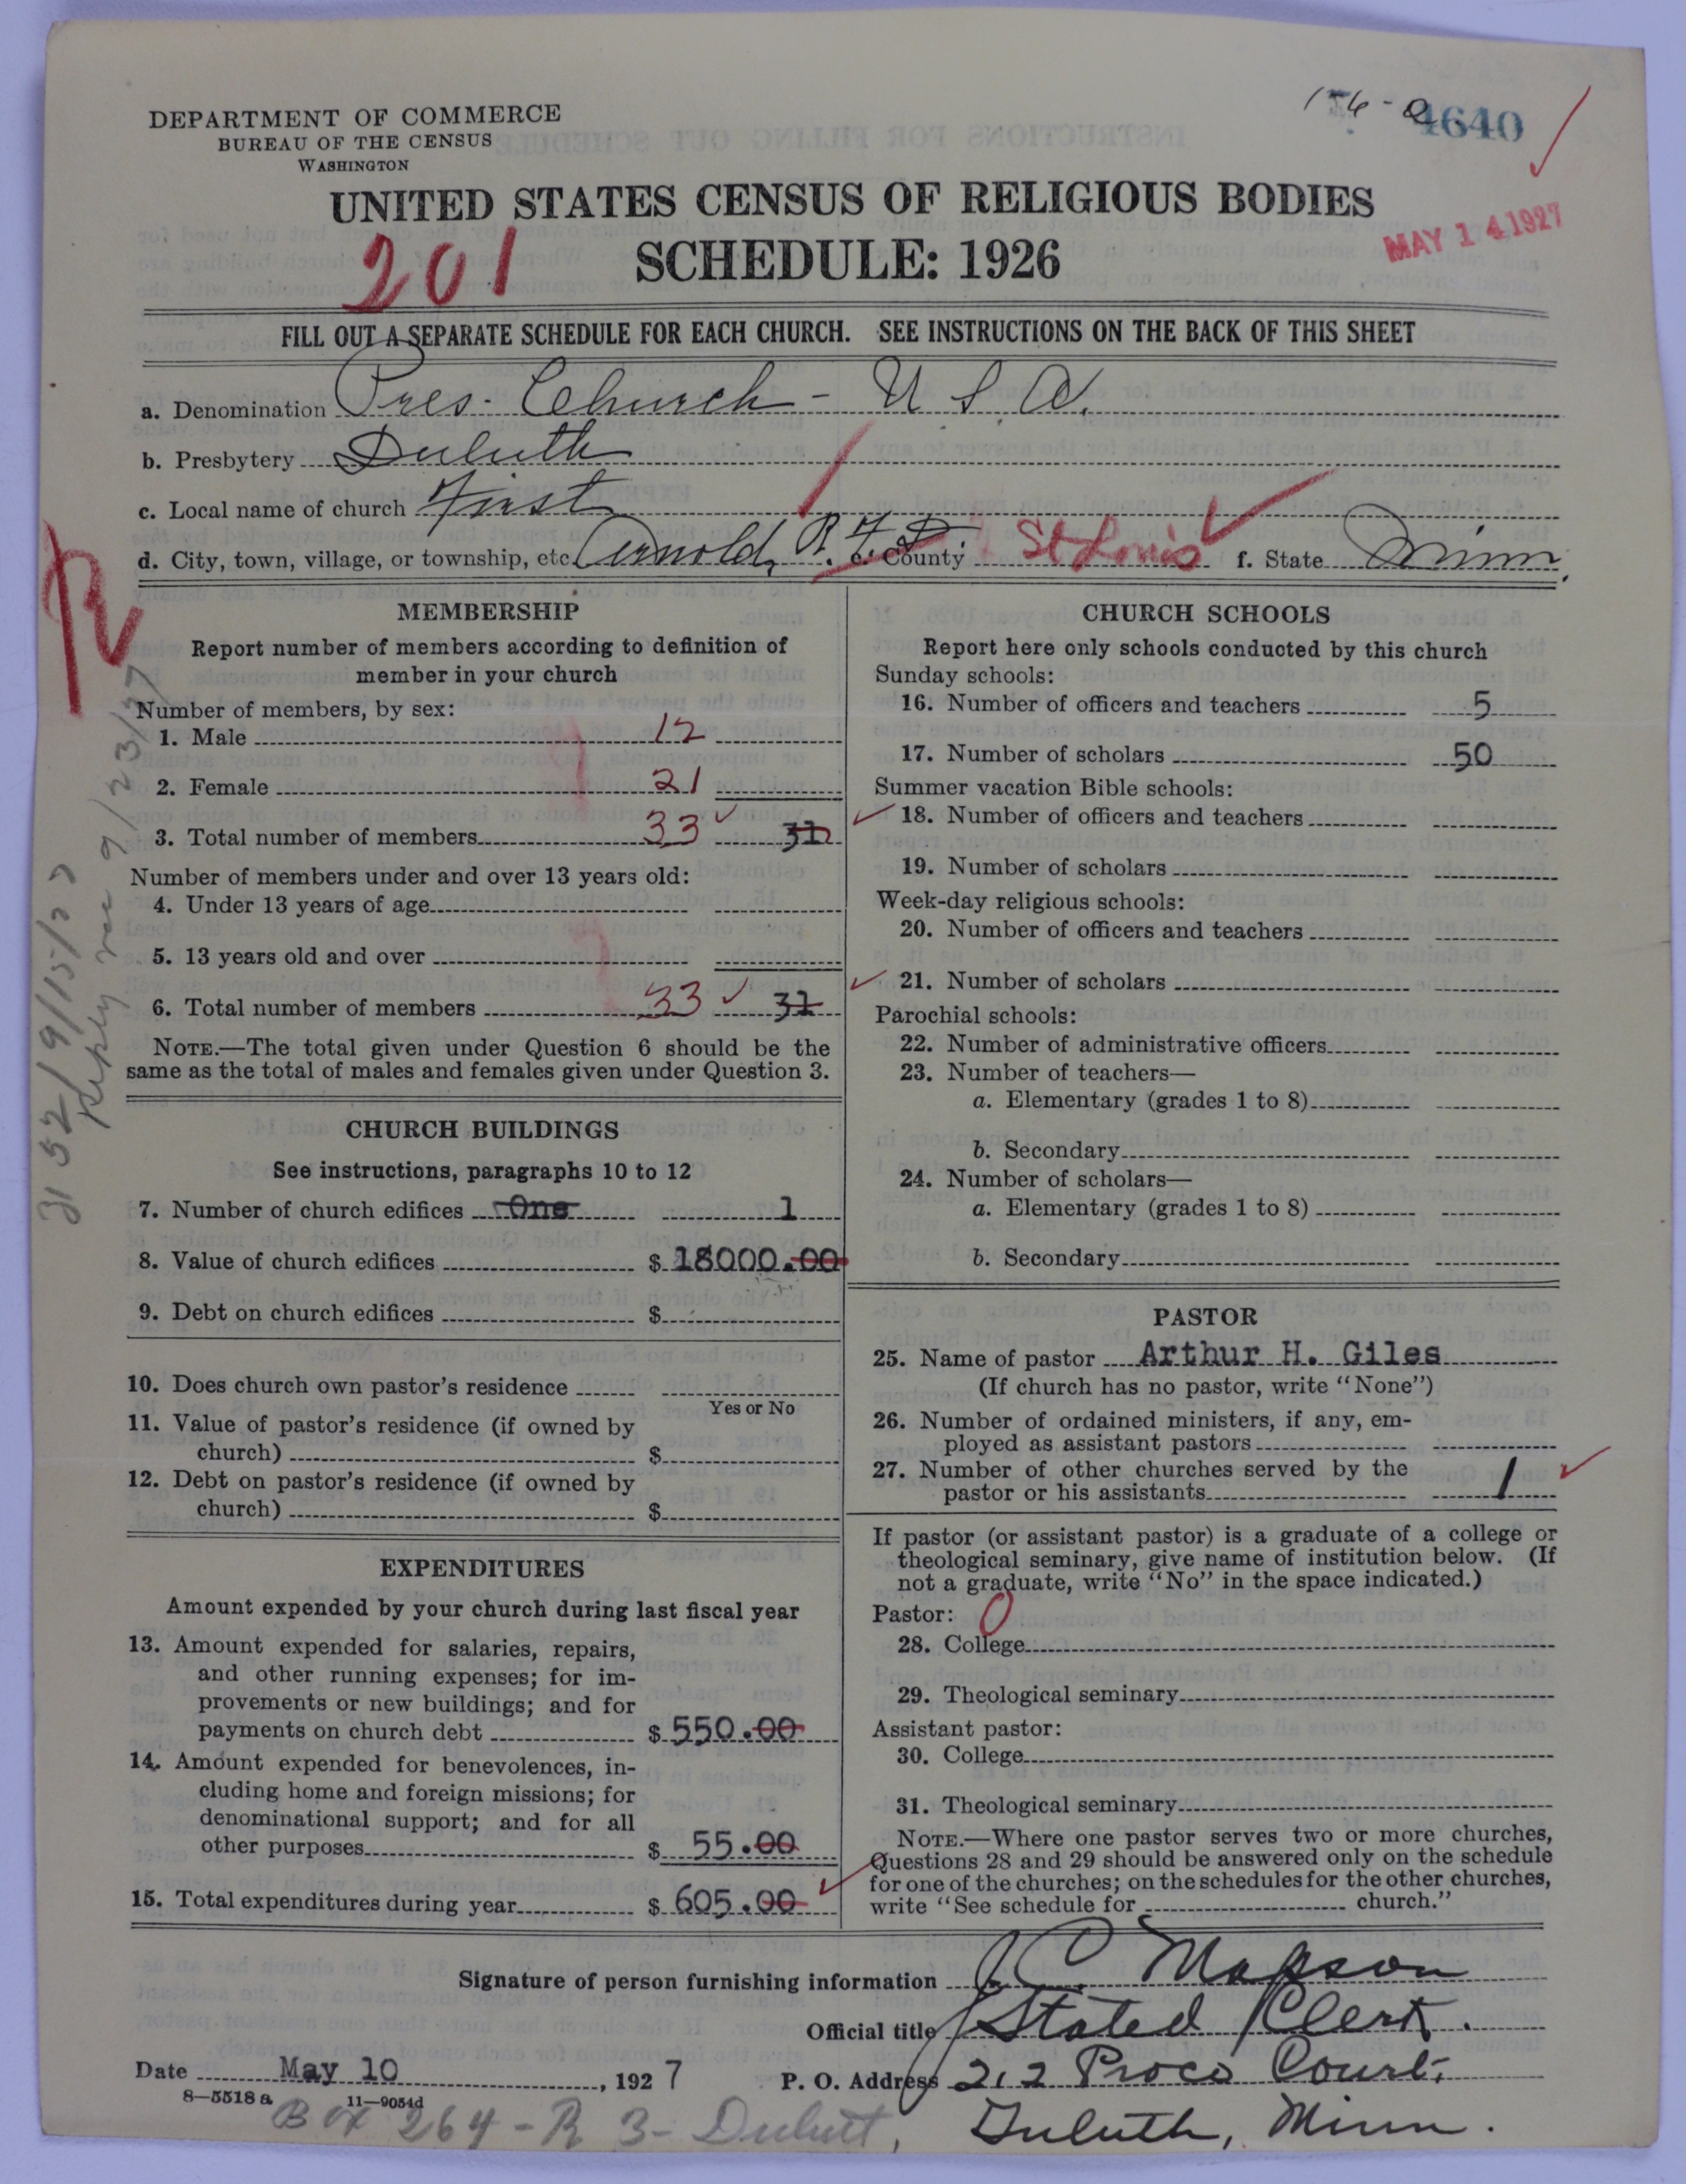 DEPARTMENT OF COMMERCE
BUREAU OF THE CENSUS
WASHINGTON
4640
UNITED STATES CENSUS OF RELIGIOUS BODIES
SCHEDULE: 1926
201
MAY 14 1927
FILL OUT A SEPARATE SCHEDULE FOR EACH CHURCH. SEE INSTRUCTIONS ON THE BACK OF THIS SHEET
a. Denomination Pres. Church - U S A.
b. Presbytery Duluth
c. Local name of church First
d. City, town, village, or township, etc. Arnold, R. F. D. e. County St Louis f. State Minn.
MEMBERSHIP
Report number of members according to definition of
member in your church
Number of members, by sex:
1. Male 12
2. Female 21
3. Total number of members 33 31
Number of members under and over 13 years old:
4. Under 13 years of age
5. 13 years old and over
6. Total number of members 33 31
NOTE.—The total given under Question 6 should be the
same as the total of males and females given under Question 3.
CHURCH BUILDINGS
See instructions, paragraphs 10 to 12
7. Number of church edifices One 1
8. Value of church edifices $ 18000.00
9. Debt on church edifices $
10. Does church own pastor's residence
Yes or No
11. Value of pastor's residence (if owned by
church) $
12. Debt on pastor's residence (if owned by
church) $
EXPENDITURES
Amount expended by your church during last fiscal year
13. Amount expended for salaries, repairs,
and other running expenses; for im-
provements or new buildings; and for
payments on church debt $ 550.00
14. Amount expended for benevolences, in-
cluding home and foreign missions; for
denominational support; and for all
other purposes $ 55.00
15. Total expenditures during year $ 605.00
CHURCH SCHOOLS
Report here only schools conducted by this church
Sunday schools:
16. Number of officers and teachers 5
17. Number of scholars 50
Summer vacation Bible schools:
18. Number of officers and teachers
19. Number of scholars
Week-day religious schools:
20. Number of officers and teachers
21. Number of scholars
Parochial schools:
22. Number of administrative officers
23. Number of teachers—
a. Elementary (grades 1 to 8)
b. Secondary
24. Number of scholars—
a. Elementary (grades 1 to 8)
b. Secondary
PASTOR
25. Name of pastor Arthur H. Giles
(If church has no pastor, write "None")
26. Number of ordained ministers, if any, em-
ployed as assistant pastors
27. Number of other churches served by the
pastor or his assistants 1
If pastor (or assistant pastor) is a graduate of a college or
theological seminary, give name of institution below. (If
not a graduate, write "No" in the space indicated.)
Pastor: 0
28. College
29. Theological seminary
Assistant pastor:
30. College
31. Theological seminary
NOTE.—Where one pastor serves two or more churches,
Questions 28 and 29 should be answered only on the schedule
for one of the churches; on the schedules for the other churches,
write "See schedule for church."
Signature of person furnishing information J. C. Mapson
Official title Stated Clerk.
Date May 10, 1927 P. O. Address 212 Court,
8-5518 a 11-9054d
Box 264 - R 3 - Duluth, Duluth, Minn.